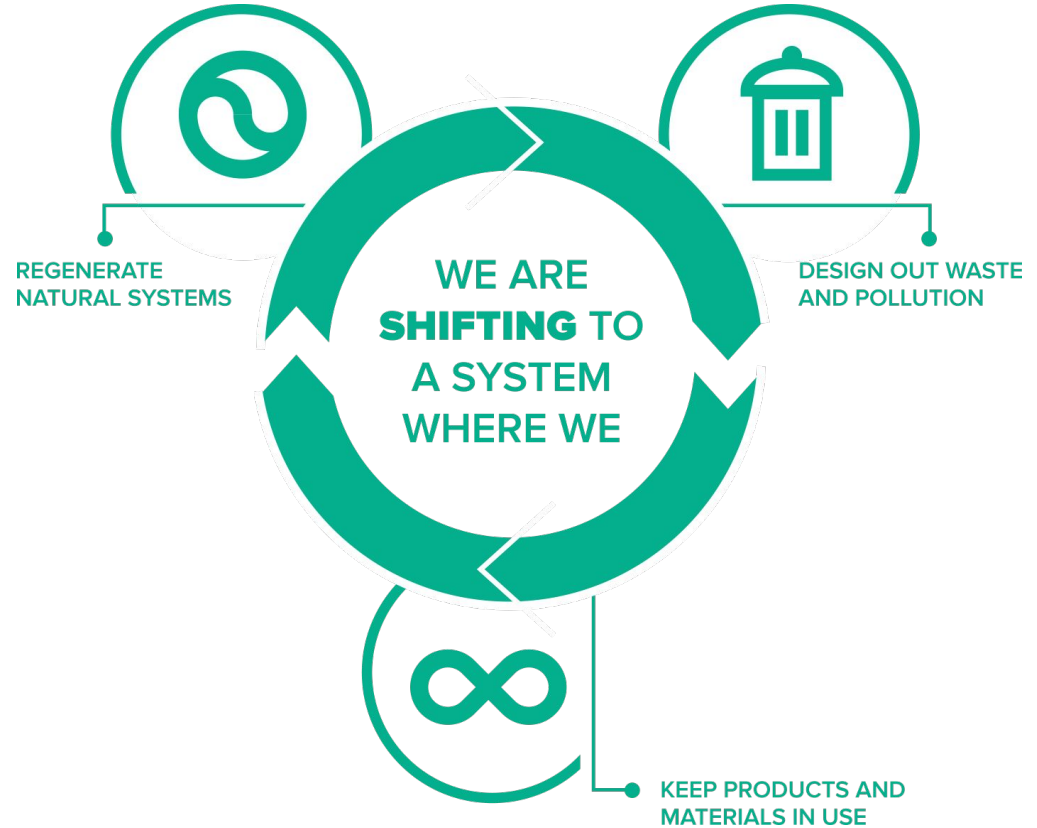 WE ARE
SHIFTING TO
A SYSTEM
WHERE WE
REGENERATE
NATURAL SYSTEMS
DESIGN OUT WASTE
AND POLLUTION
KEEP PRODUCTS AND
MATERIALS IN USE